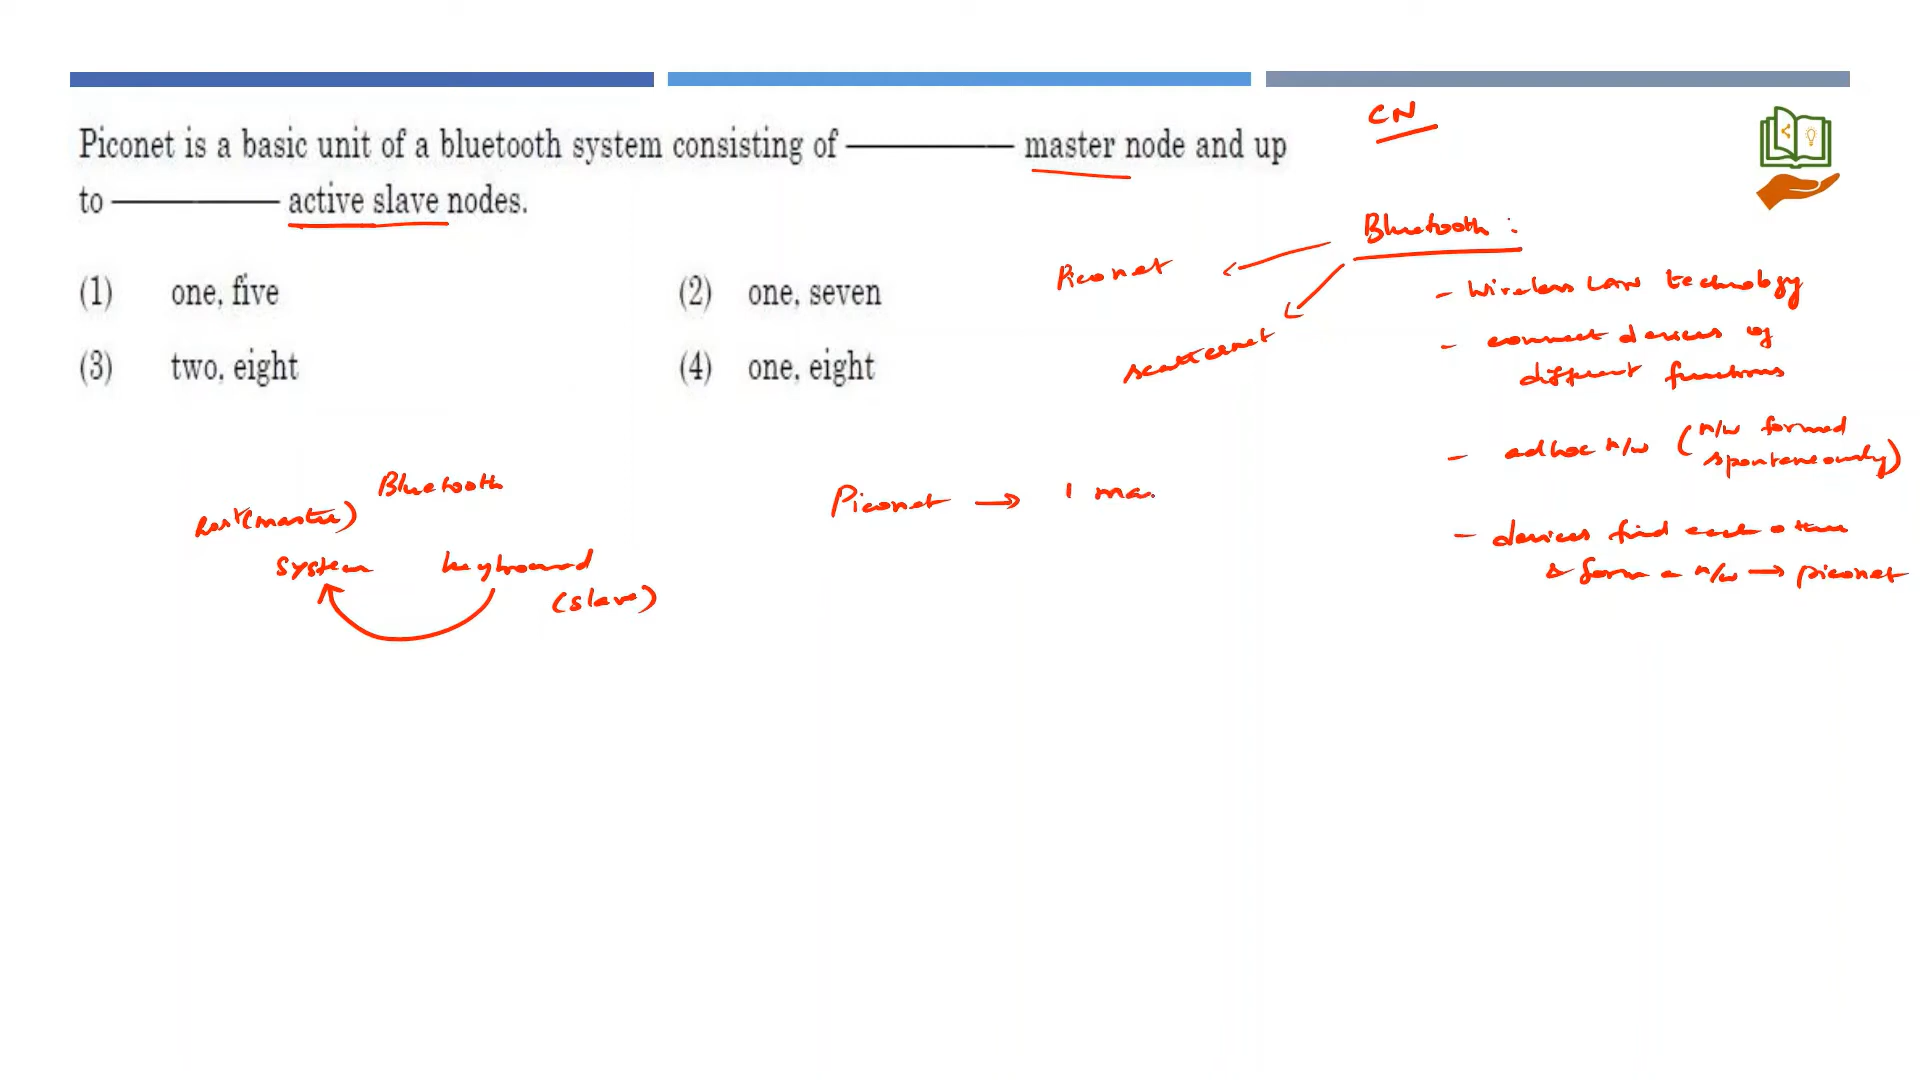 CN
Piconet is a basic unit of a bluetooth system consisting of ———— master node and up
to ———— active slave nodes.
(1) one, five
(2) one, seven
(3) two, eight
(4) one, eight
Bluetooth :
Piconet
scatternet
- wireless LAN technology
- connect devices of
different functions
- adhoc n/w (n/w formed
spontaneously)
- devices find each other
& form a n/w → piconet
Bluetooth
host(master)
system keyboard
(slave)
Piconet → 1 ma.